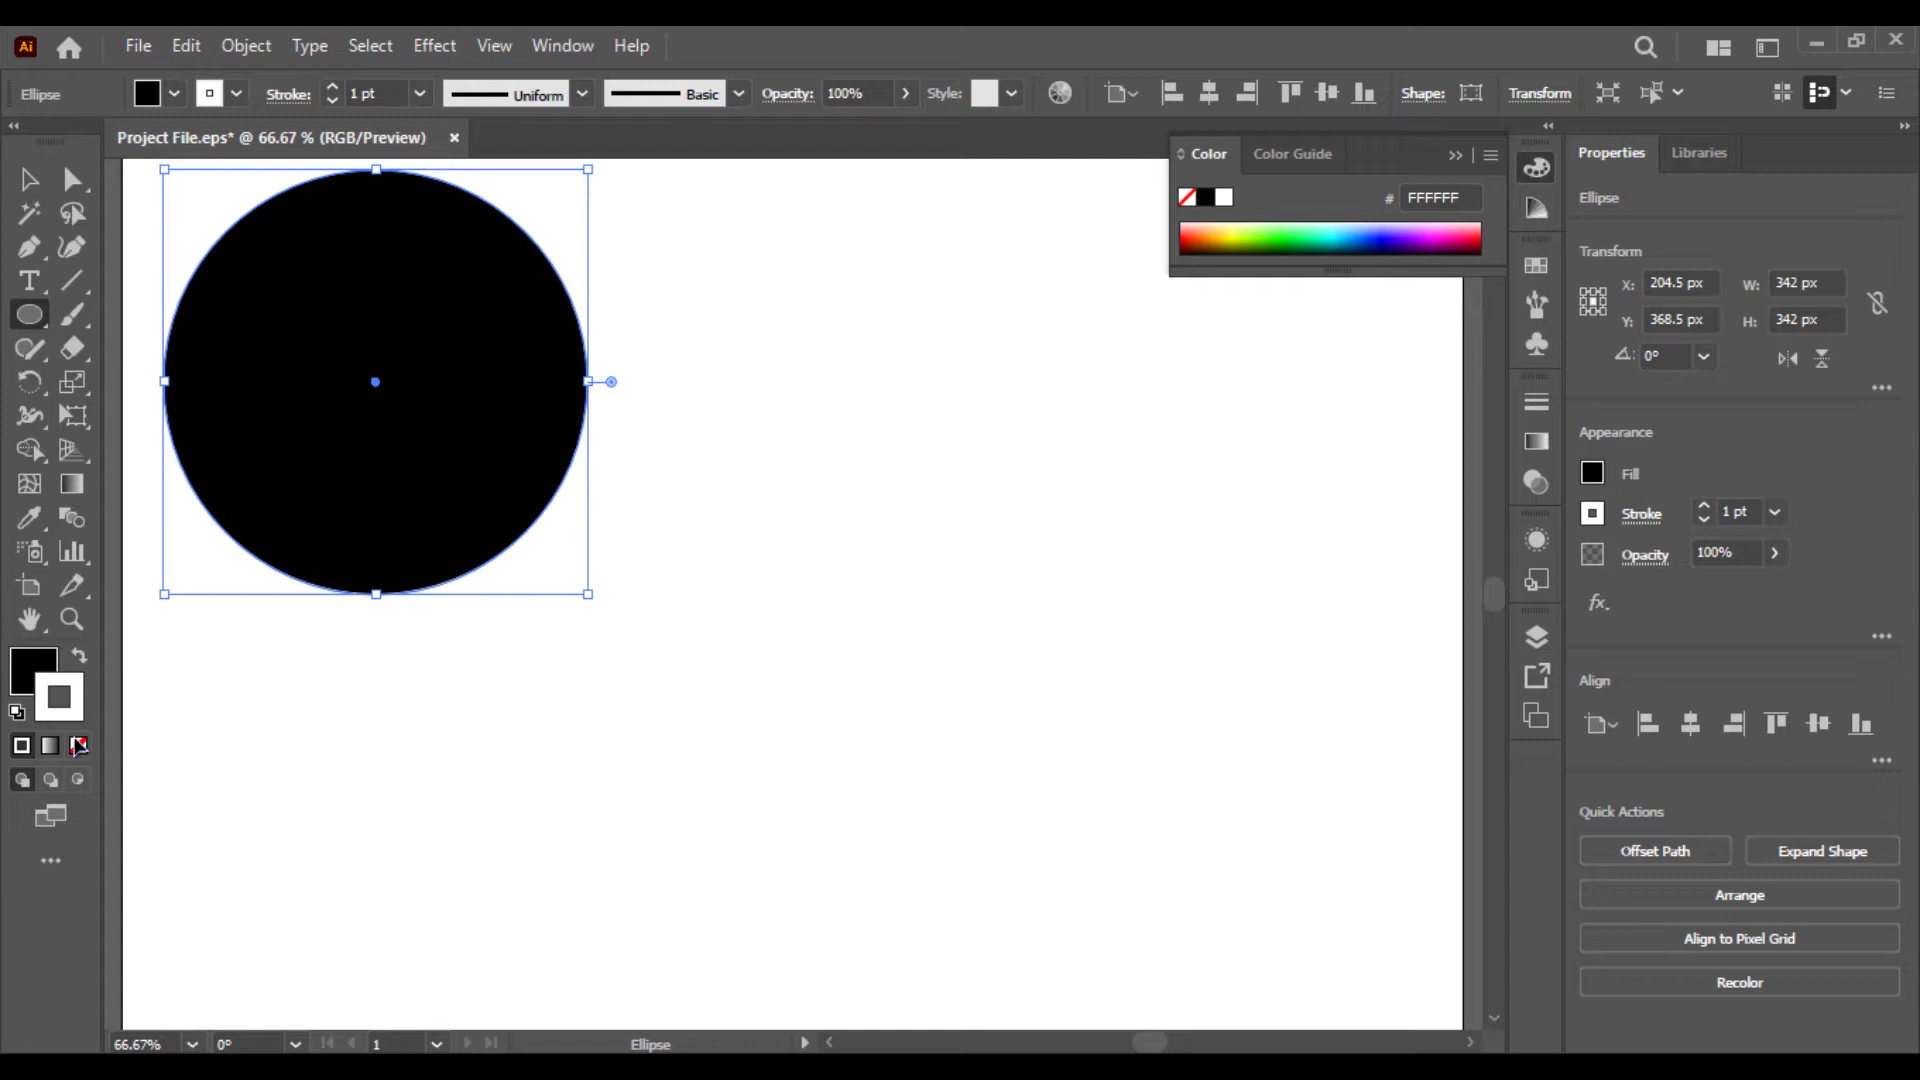 Ai File Edit Object Type Select Effect View Window Help
Ellipse Stroke: 1 pt Uniform Basic Opacity: 100% Style: Shape: Transform
Project File.eps* @ 66.67 % (RGB/Preview)
Color Color Guide
# FFFFFF
Properties Libraries
Ellipse
Transform
X: 204.5 px W: 342 px
Y: 368.5 px H: 342 px
0°
Appearance
Fill
Stroke 1 pt
Opacity 100%
fx.
Align
Quick Actions
Offset Path Expand Shape
Arrange
Align to Pixel Grid
Recolor
66.67% 0° 1 Ellipse